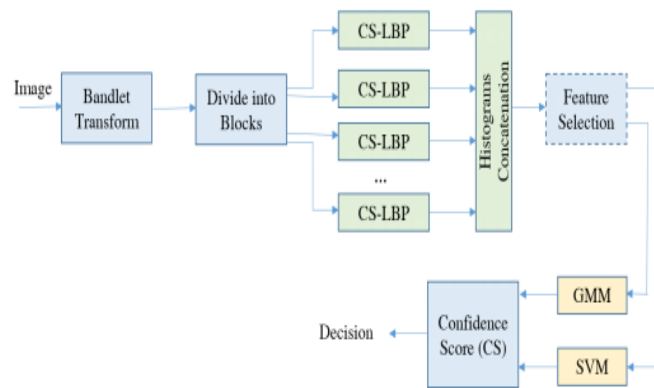 Image
Bandlet
Transform
Divide into
Blocks
CS-LBP
CS-LBP
CS-LBP
...
CS-LBP
Histograms
Concatenation
Feature
Selection
GMM
SVM
Confidence
Score (CS)
Decision